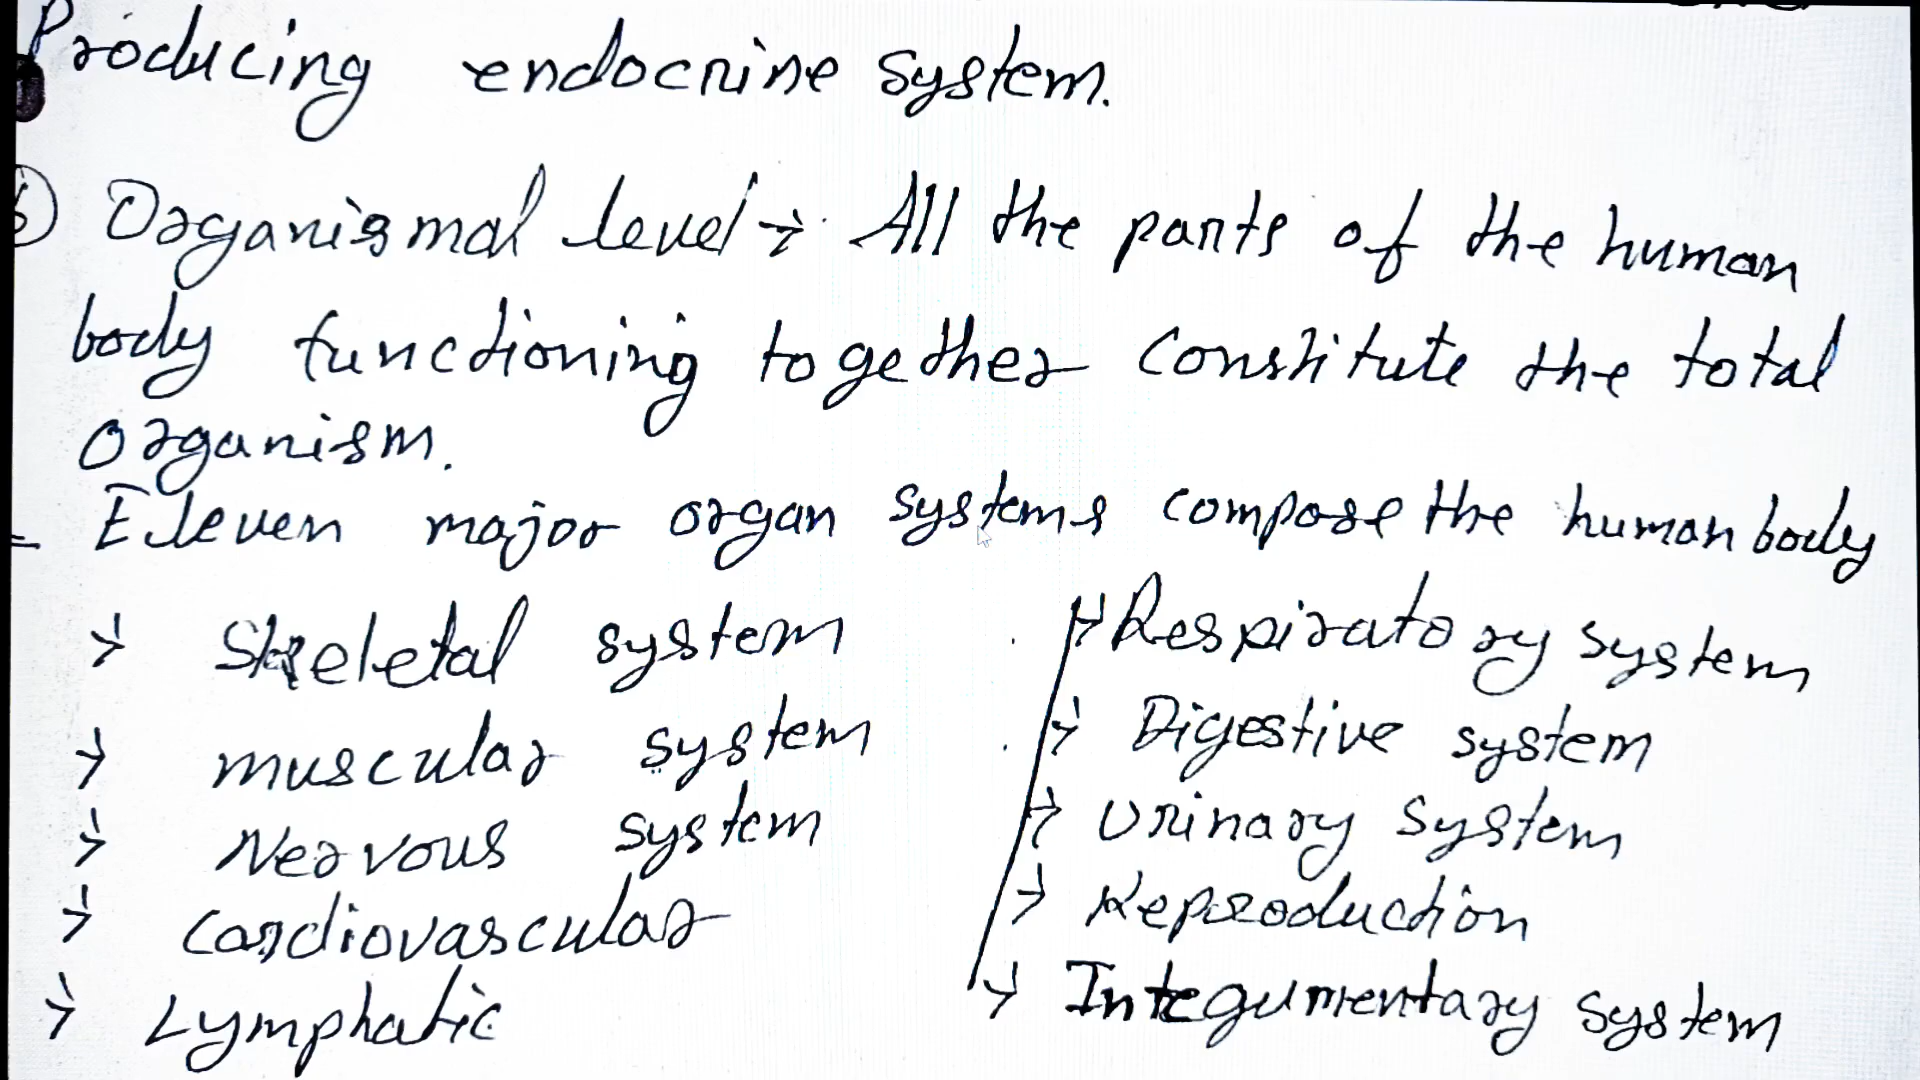 Producing endocrine system.
6 Organismal level → All the parts of the human
body functioning together constitute the total
organism.
- Eleven major organ systems compose the human body
→ Skeletal system
→ muscular system
→ Nervous system
→ Cardiovascular
→ Lymphatic
→ Respiratory system
→ Digestive system
→ Urinary system
→ Reproduction
→ Integumentary system